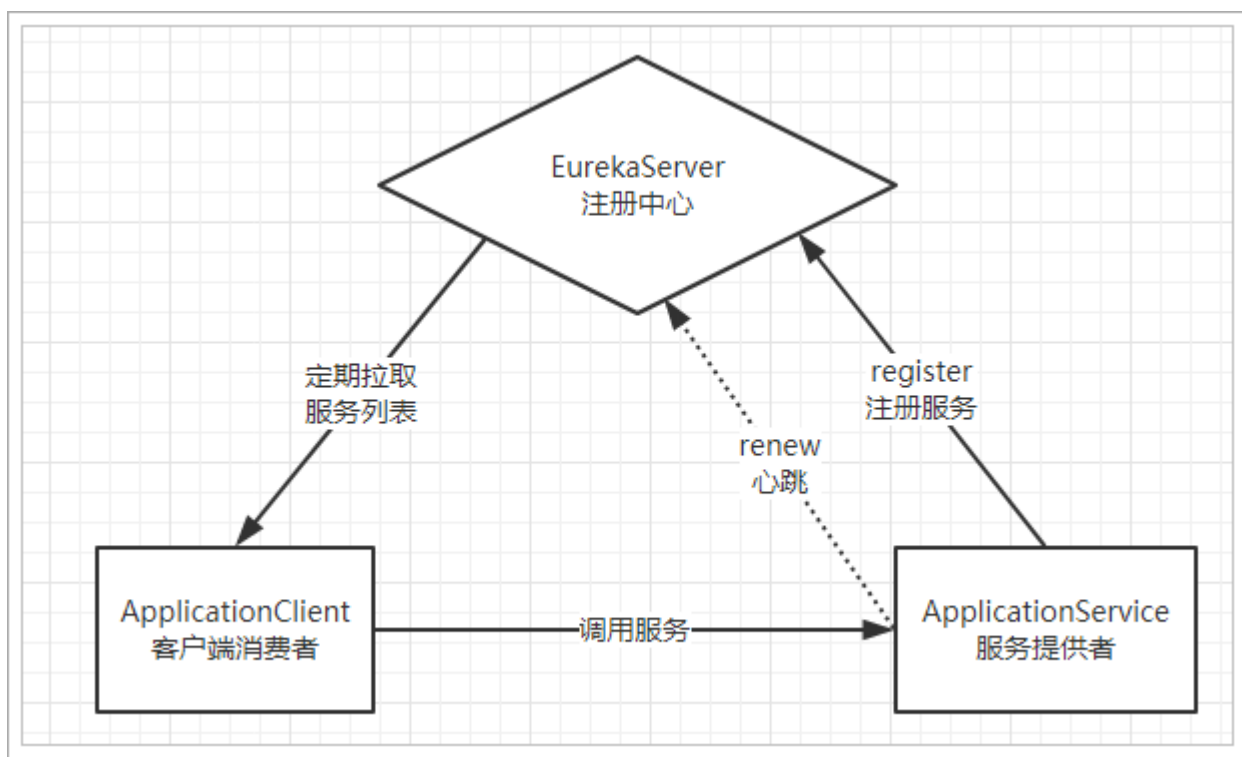 EurekaServer
注册中心
定期拉取
服务列表
register
注册服务
renew
心跳
ApplicationClient
客户端消费者
调用服务
ApplicationService
服务提供者